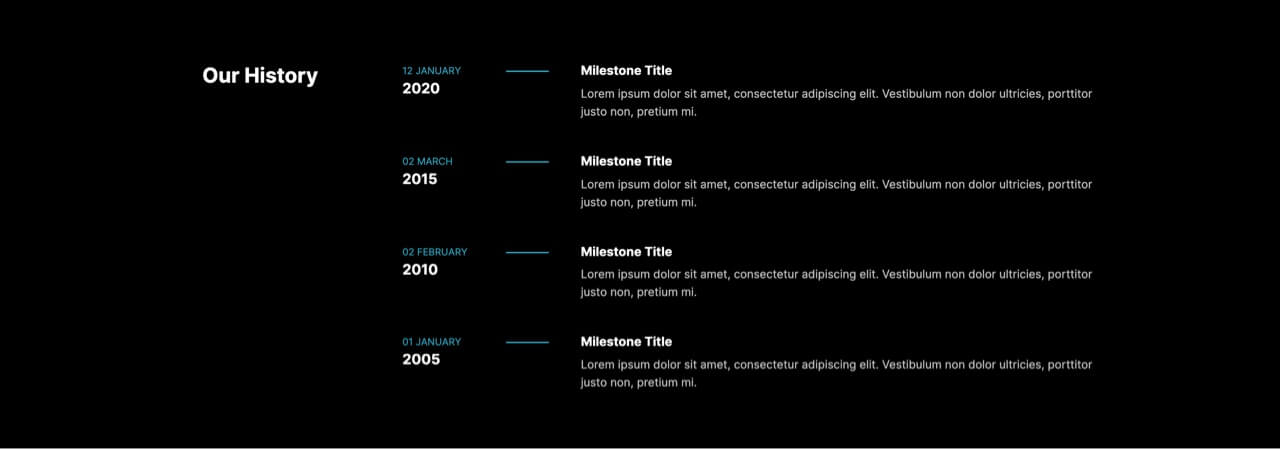 Our History
12 JANUARY
2020
Milestone Title
Lorem ipsum dolor sit amet, consectetur adipiscing elit. Vestibulum non dolor ultricies, porttitor
justo non, pretium mi.
02 MARCH
2015
Milestone Title
Lorem ipsum dolor sit amet, consectetur adipiscing elit. Vestibulum non dolor ultricies, porttitor
justo non, pretium mi.
02 FEBRUARY
2010
Milestone Title
Lorem ipsum dolor sit amet, consectetur adipiscing elit. Vestibulum non dolor ultricies, porttitor
justo non, pretium mi.
01 JANUARY
2005
Milestone Title
Lorem ipsum dolor sit amet, consectetur adipiscing elit. Vestibulum non dolor ultricies, porttitor
justo non, pretium mi.